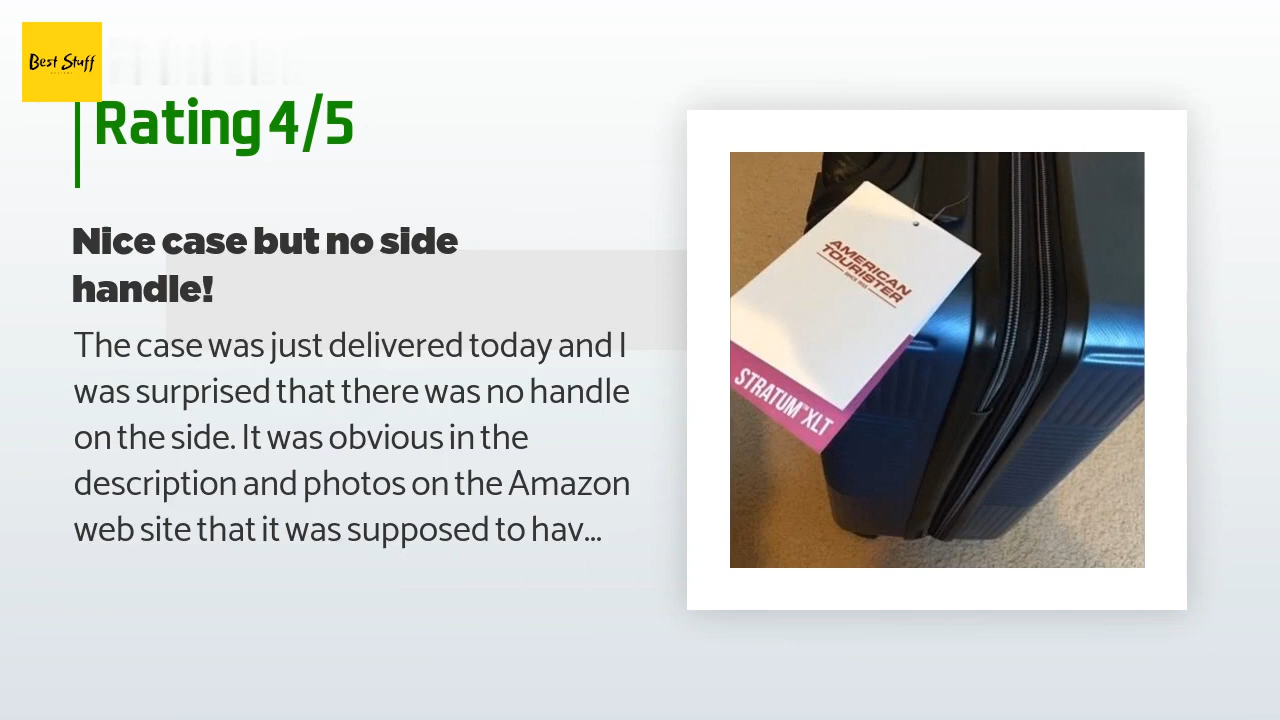 Best Stuff
Rating 4/5
Nice case but no side
handle!
The case was just delivered today and I
was surprised that there was no handle
on the side. It was obvious in the
description and photos on the Amazon
web site that it was supposed to hav...
AMERICAN
TOURISTER
STRATUM™XLT